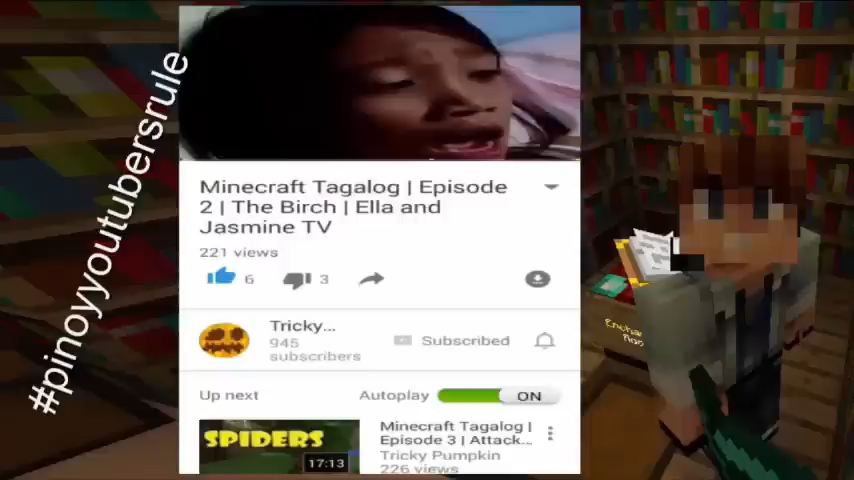 #pinoyyoutubersrule
Minecraft Tagalog | Episode
2 | The Birch | Ella and
Jasmine TV
221 views
6
3
Tricky...
945
subscribers
Subscribed
Up next
Autoplay
ON
SPIDERS
17:13
Minecraft Tagalog |
Episode 3 | Attack...
Tricky Pumpkin
226 views